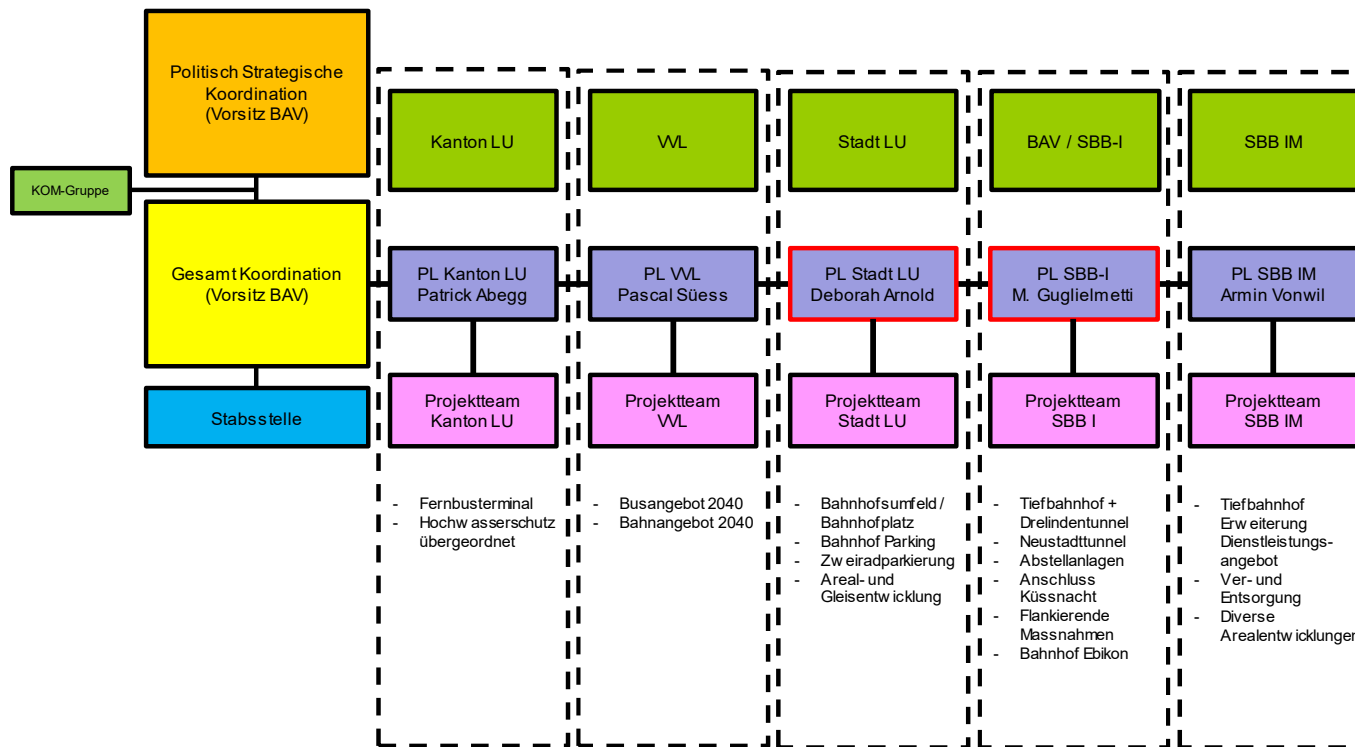 Politisch Strategische
Koordination
(Vorsitz BAV)
KOM-Gruppe
Gesamt Koordination
(Vorsitz BAV)
Stabsstelle
Kanton LU
PL Kanton LU
Patrick Abegg
Projektteam
Kanton LU
- Fernbusterminal
- Hochwasserschutz
übergeordnet
VVL
PL VVL
Pascal Süess
Projektteam
VVL
- Busangebot 2040
- Bahnangebot 2040
Stadt LU
PL Stadt LU
Deborah Arnold
Projektteam
Stadt LU
- Bahnhofsumfeld /
Bahnhofplatz
- Bahnhof Parking
- Zweiradparkierung
- Areal- und
Gleisentwicklung
BAV / SBB-I
PL SBB-I
M. Guglielmetti
Projektteam
SBB I
- Tiefbahnhof +
Drelindentunnel
- Neustadttunnel
- Abstellanlagen
- Anschluss
Küssnacht
- Flankierende
Massnahmen
- Bahnhof Ebikon
SBB IM
PL SBB IM
Armin Vonwil
Projektteam
SBB IM
- Tiefbahnhof
Erweiterung
Dienstleistungs-
angebot
- Ver- und
Entsorgung
- Diverse
Arealentwicklungen